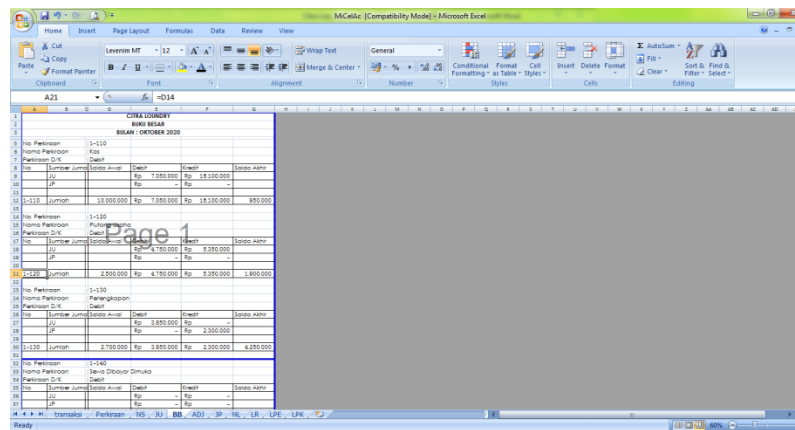 MiCelAc [Compatibility Mode] - Microsoft Excel
Home Insert Page Layout Formulas Data Review View
Paste
Cut
Copy
Format Painter
Clipboard
Levenim MT 12
B I U
Font
Wrap Text
Merge & Center
Alignment
General
Number
Conditional Formatting
Format as Table
Cell Styles
Styles
Insert Delete Format
Cells
AutoSum
Fill
Clear
Sort & Filter
Find & Select
Editing
A21 fx =D14
CITRA LOUNDRY
BUKU BESAR
BULAN : OKTOBER 2020
No. Perkiraan : 1-110
Nama Perkiraan : Kas
Perkiraan D/K : Debit
No Sumber Jurnal Saldo Awal Debit Kredit Saldo Akhir
JU Rp 7.050.000 Rp 18.100.000
JP Rp - Rp -
1-110 Jumlah 10.000.000 Rp 7.050.000 Rp 18.100.000 950.000
No. Perkiraan : 1-120
Nama Perkiraan : Piutang usaha
Perkiraan D/K : Debit
Page 1
No Sumber Jurnal Saldo Awal Debit Kredit Saldo Akhir
JU Rp 4.750.000 Rp 5.350.000
JP Rp - Rp -
1-120 Jumlah 2.500.000 Rp 4.750.000 Rp 5.350.000 1.900.000
No. Perkiraan : 1-130
Nama Perkiraan : Perlengkapan
Perkiraan D/K : Debit
No Sumber Jurnal Saldo Awal Debit Kredit Saldo Akhir
JU Rp 3.850.000 Rp -
JP Rp - Rp 2.300.000
1-130 Jumlah 2.700.000 Rp 3.850.000 Rp 2.300.000 4.250.000
No. Perkiraan : 1-140
Nama Perkiraan : Sewa Dibayar Dimuka
Perkiraan D/K : Debit
No Sumber Jurnal Saldo Awal Debit Kredit Saldo Akhir
JU Rp - Rp -
JP Rp - Rp -
transaksi Perkiraan NS JU BB ADJ JP NL LR LPE LPK
Ready 60%